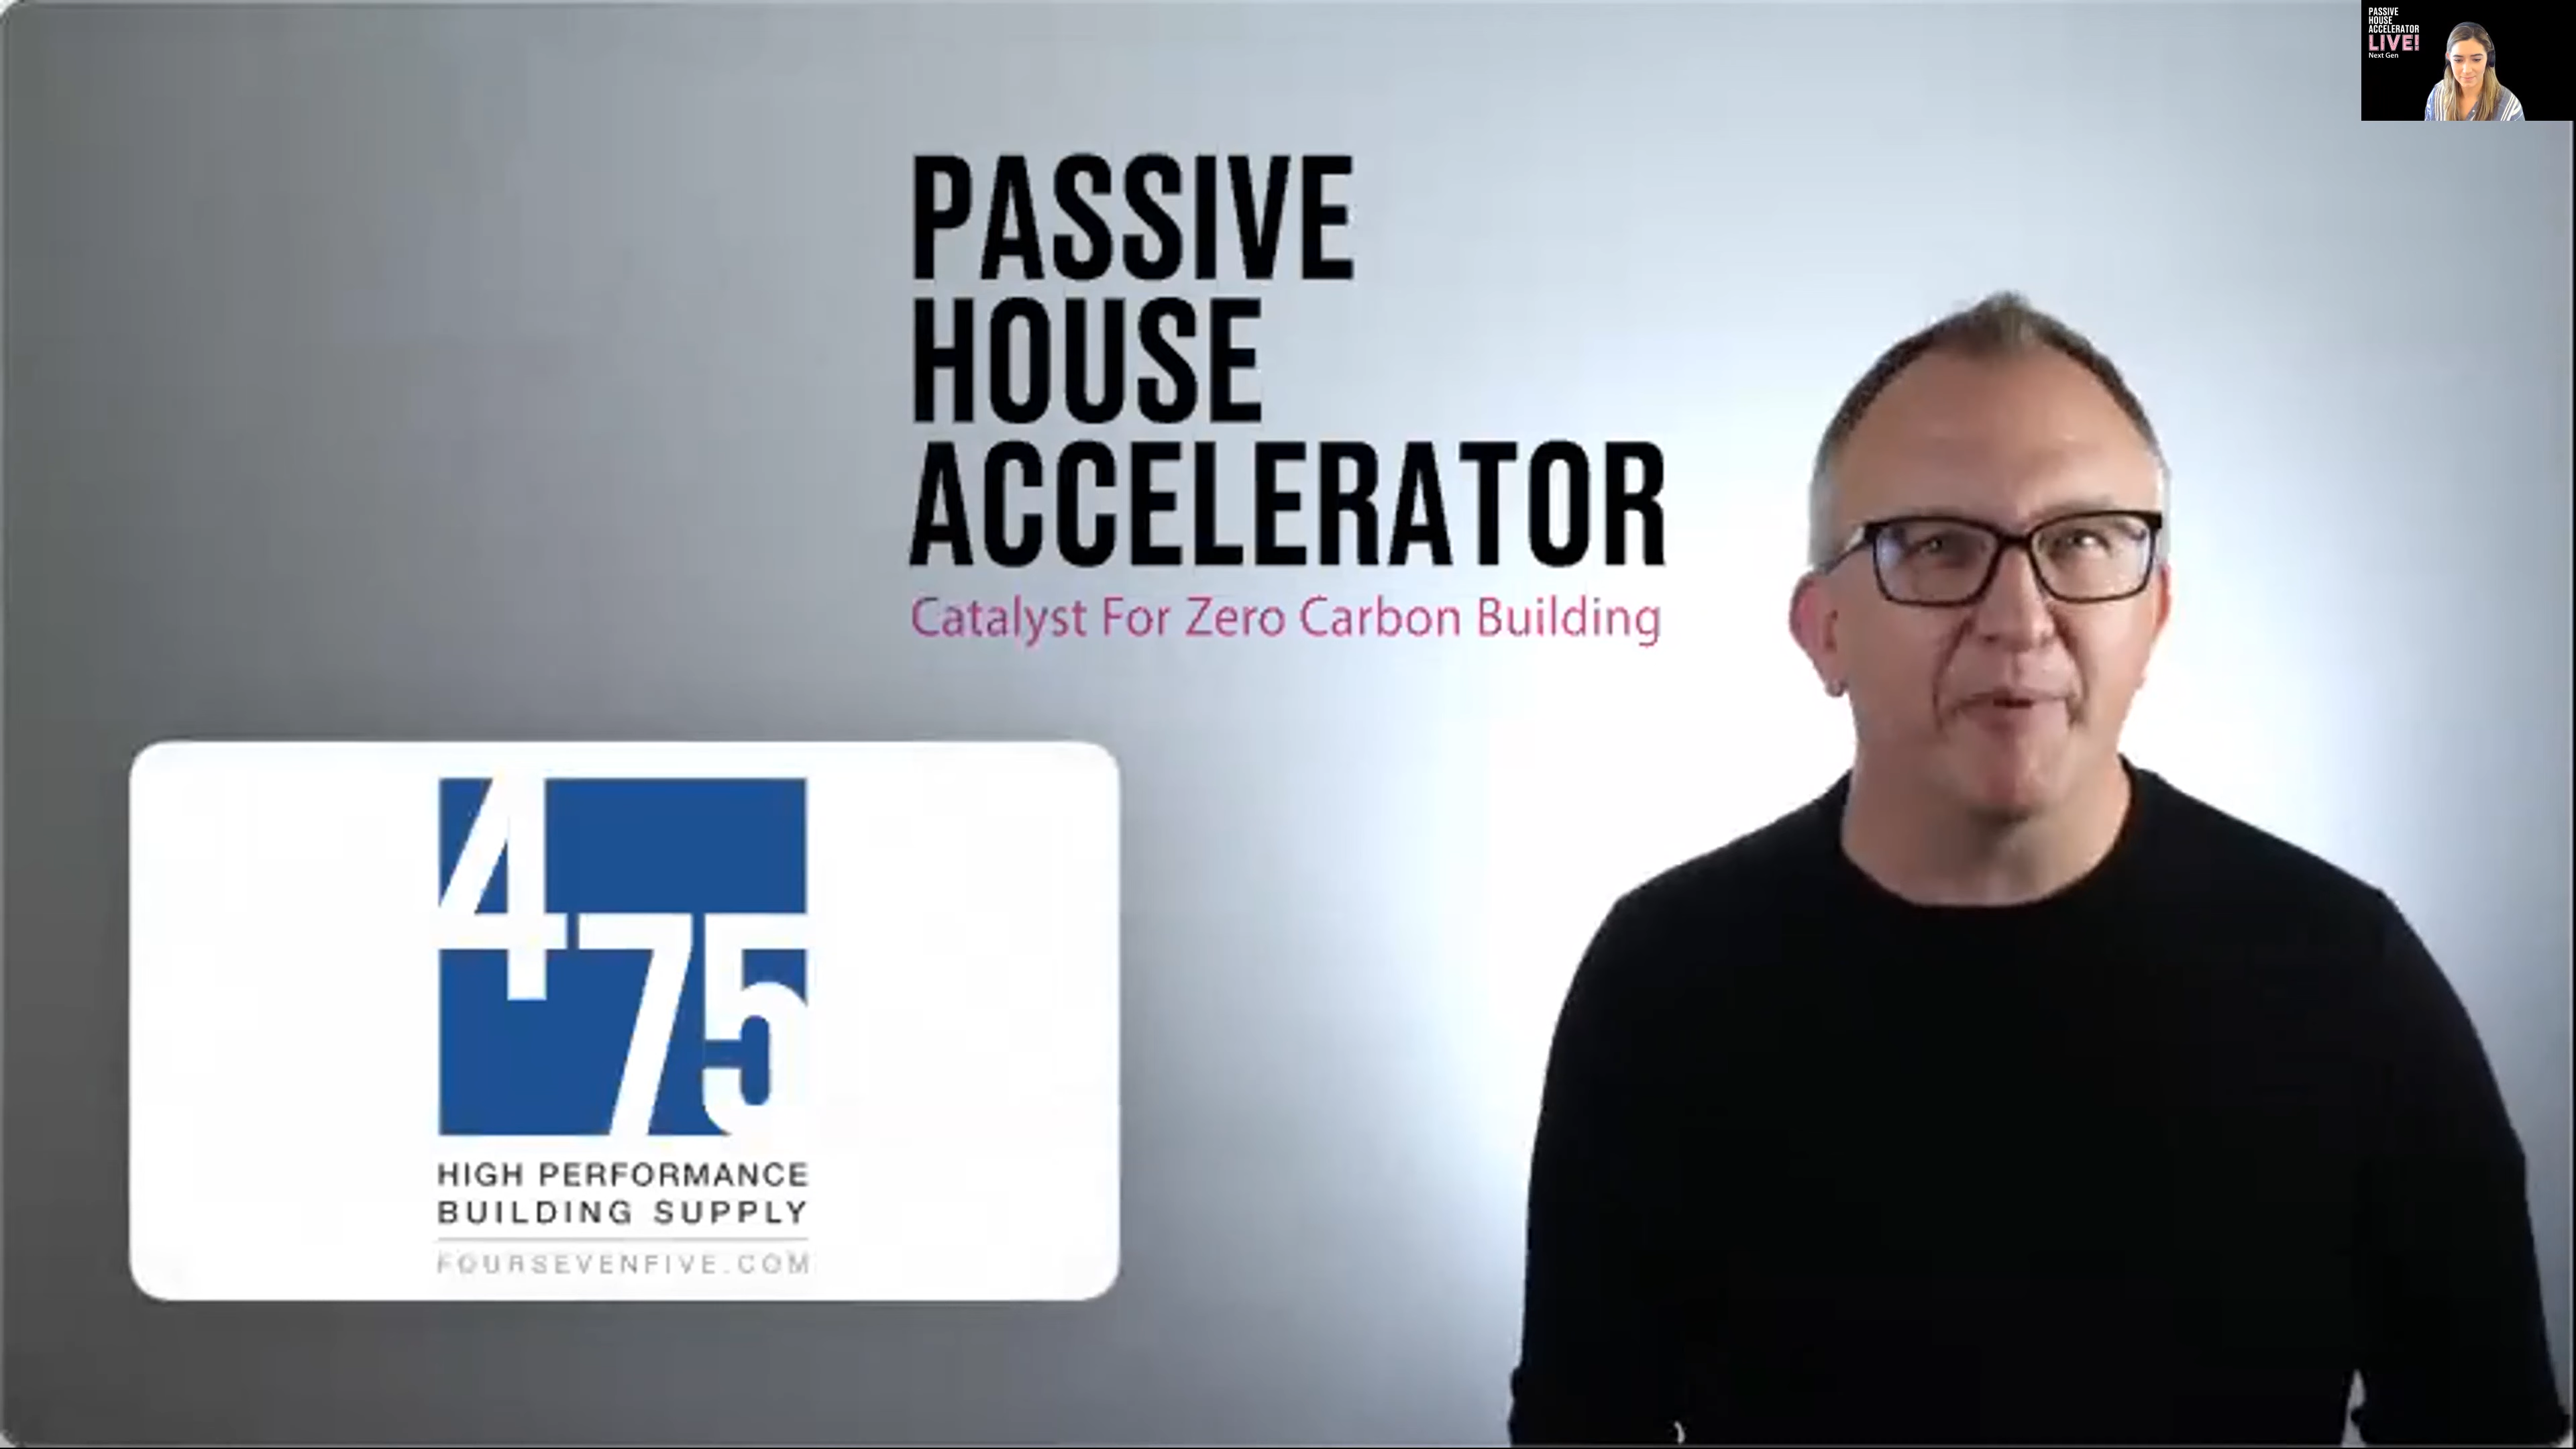 PASSIVE
HOUSE
ACCELERATOR
LIVE!
Next Gen
PASSIVE
HOUSE
ACCELERATOR
Catalyst For Zero Carbon Building
475
HIGH PERFORMANCE
BUILDING SUPPLY
FOURSEVENFIVE.COM